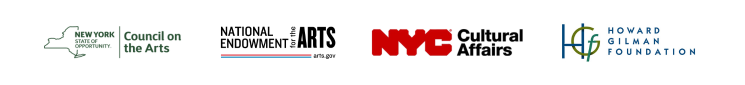 NEW YORK
STATE OF
OPPORTUNITY.
Council on
the Arts
NATIONAL
ENDOWMENT
for the
ARTS
arts.gov
NYC
Cultural
Affairs
HGf
HOWARD
GILMAN
FOUNDATION